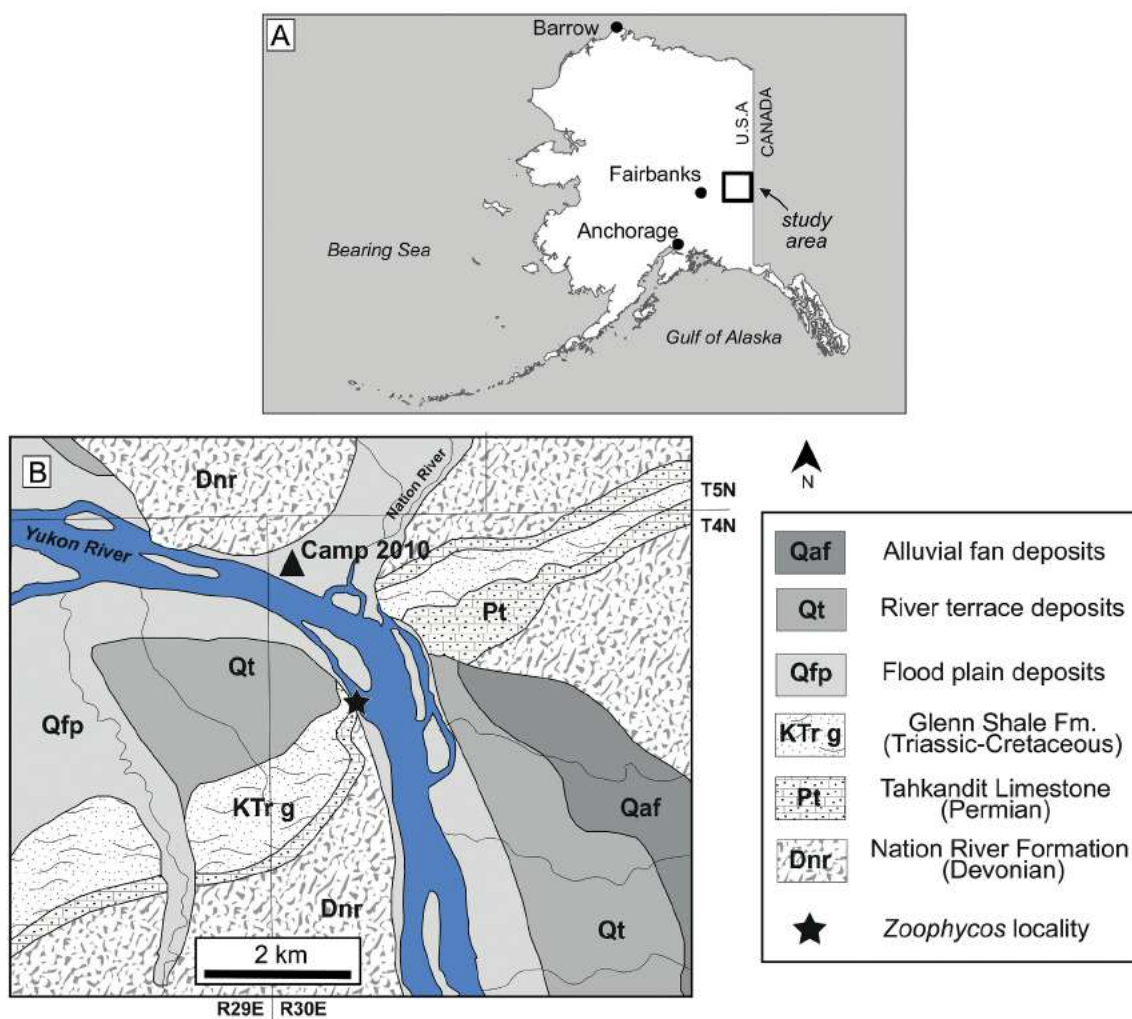 A
Barrow
U.S.A
CANADA
Fairbanks
study
area
Anchorage
Bearing Sea
Gulf of Alaska
B
Dnr
Nation River
T5N
T4N
Yukon River
Camp 2010
Pt
Qt
Qfp
KTr g
Qaf
Dnr
Qt
2 km
R29E
R30E
N
Qaf Alluvial fan deposits
Qt River terrace deposits
Qfp Flood plain deposits
KTr g Glenn Shale Fm.
(Triassic-Cretaceous)
Pt Tahkandit Limestone
(Permian)
Dnr Nation River Formation
(Devonian)
Zoophycos locality